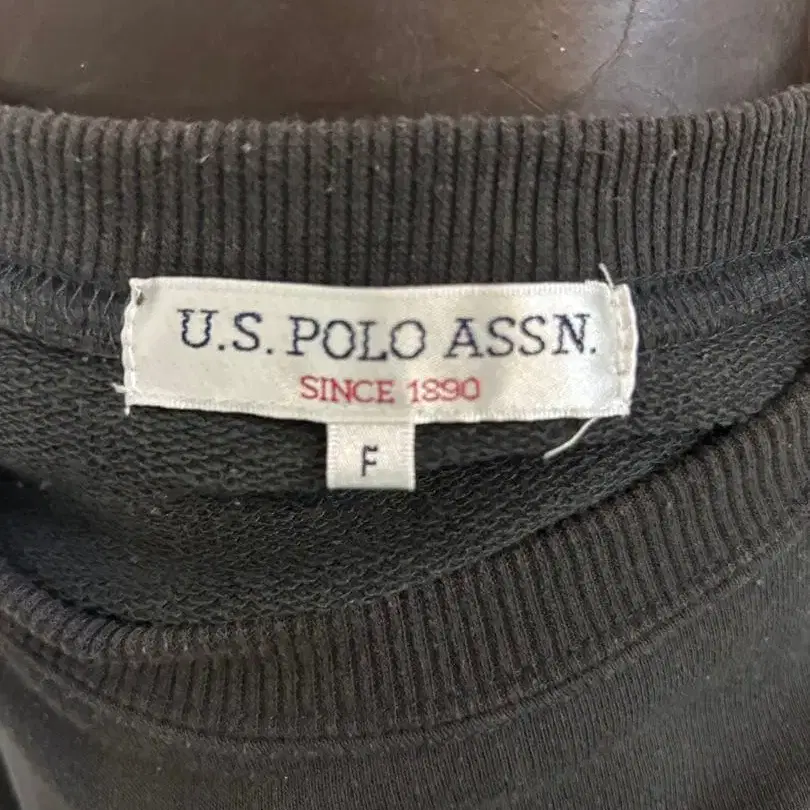 U.S. POLO ASSN.
SINCE 1890
F